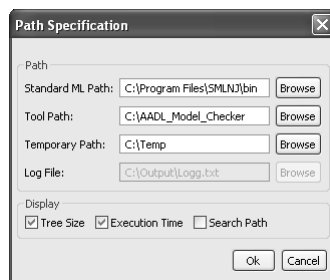 Path Specification
Path
Standard ML Path: C:\Program Files\SMLNJ\bin Browse
Tool Path: C:\AADL_Model_Checker Browse
Temporary Path: C:\Temp Browse
Log File: C:\Output\Logg.txt Browse
Display
Tree Size Execution Time Search Path
Ok Cancel